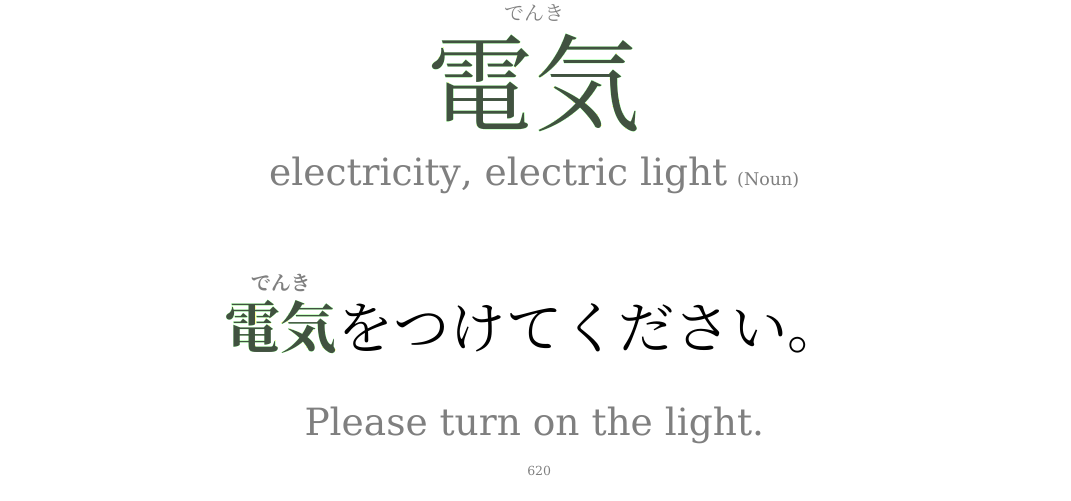 でんき
電気
electricity, electric light (Noun)
でんき
電気をつけてください。
Please turn on the light.
620